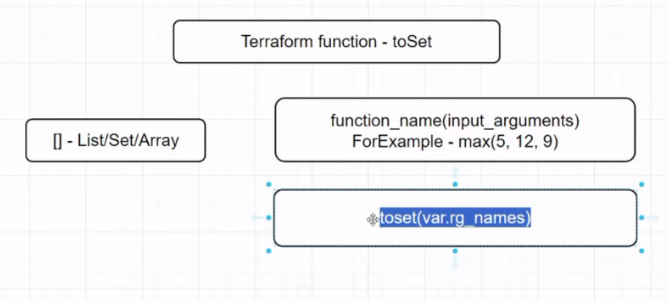 Terraform function - toSet
[] - List/Set/Array
function_name(input_arguments)
ForExample - max(5, 12, 9)
toset(var.rg_names)